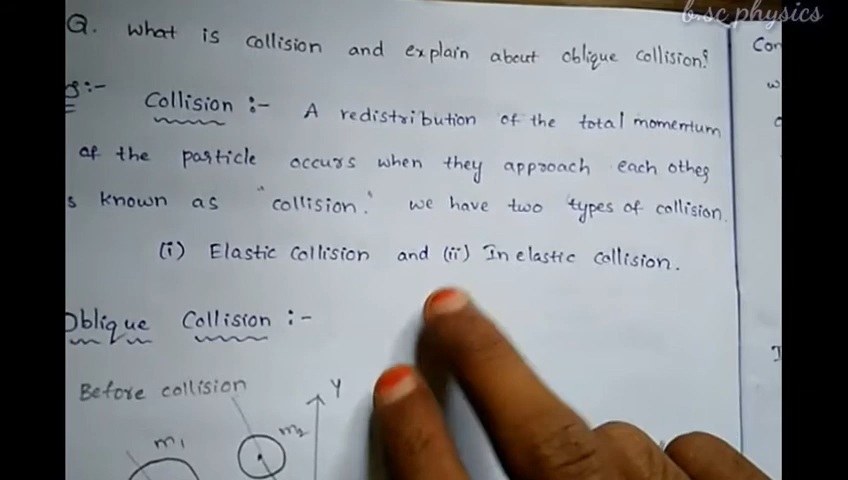 b.sc physics
Q. What is collision and explain about oblique collision?
s:-
Collision :- A redistribution of the total momentum
of the particle occurs when they approach each other
s known as "collision." we have two types of collision.
(i) Elastic Collision and (ii) In elastic collision.
Oblique Collision :-
Before collision
Y
m1
m2
Con
w